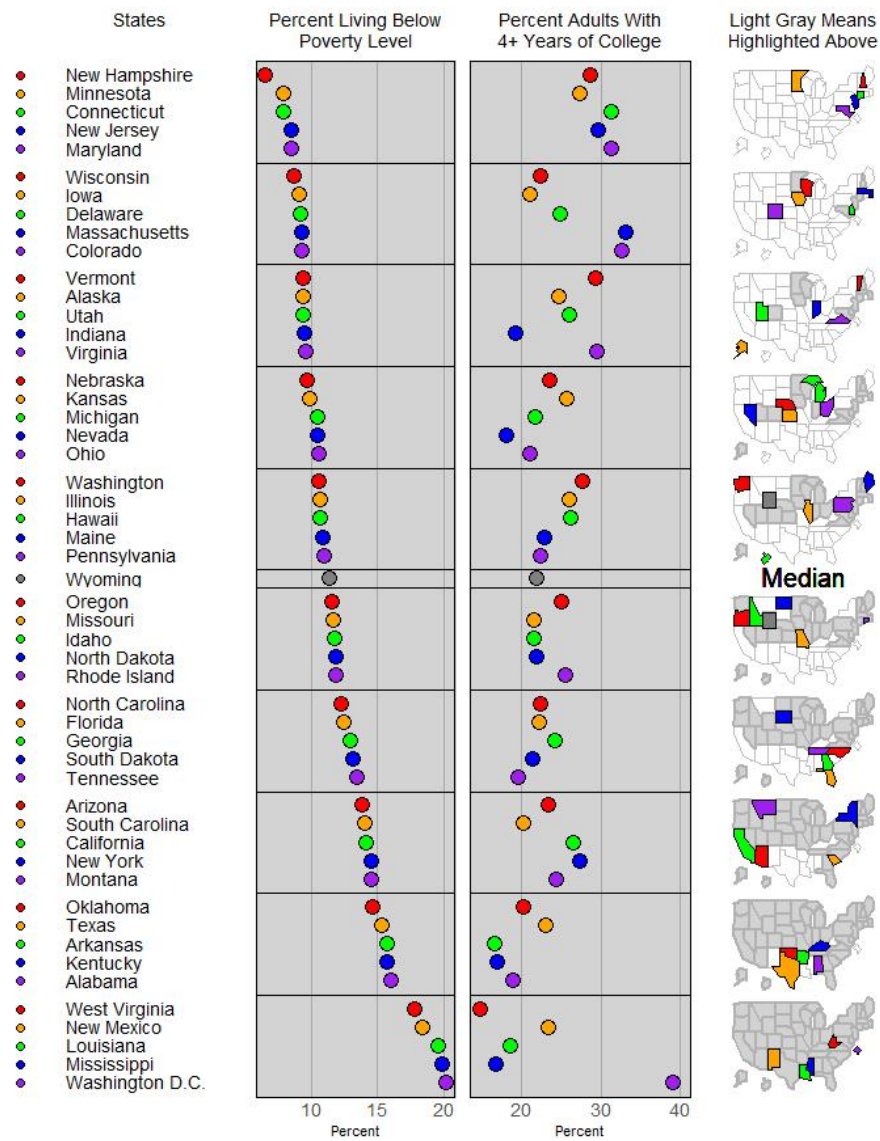 States
Percent Living Below
Poverty Level
Percent Adults With
4+ Years of College
Light Gray Means
Highlighted Above
New Hampshire
Minnesota
Connecticut
New Jersey
Maryland
Wisconsin
Iowa
Delaware
Massachusetts
Colorado
Vermont
Alaska
Utah
Indiana
Virginia
Nebraska
Kansas
Michigan
Nevada
Ohio
Washington
Illinois
Hawaii
Maine
Pennsylvania
Wyoming
Median
Oregon
Missouri
Idaho
North Dakota
Rhode Island
North Carolina
Florida
Georgia
South Dakota
Tennessee
Arizona
South Carolina
California
New York
Montana
Oklahoma
Texas
Arkansas
Kentucky
Alabama
West Virginia
New Mexico
Louisiana
Mississippi
Washington D.C.
10 15 20
20 30 40
Percent
Percent